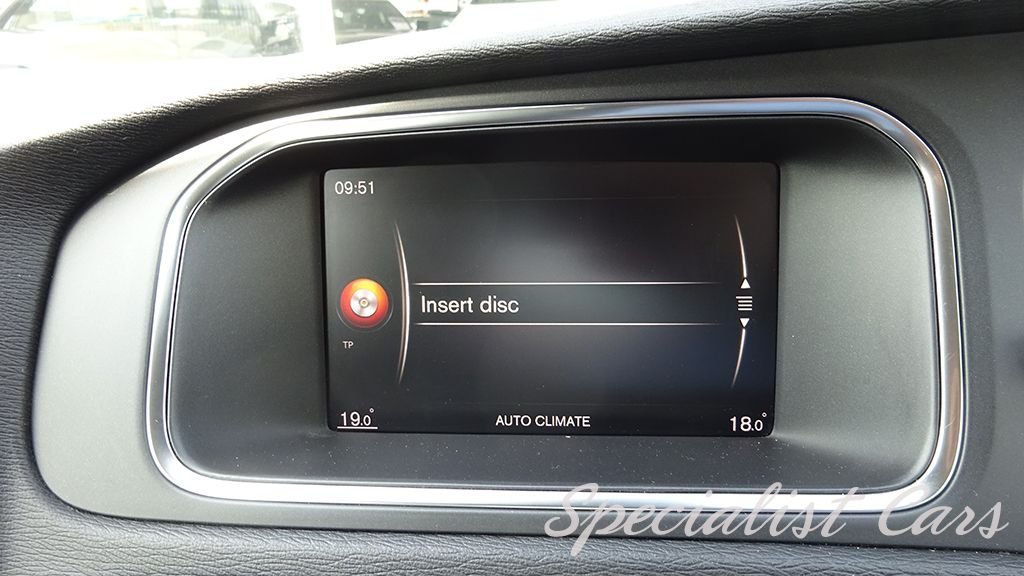 09:51
Insert disc
TP
19.0°
AUTO CLIMATE
18.0°
Specialist Cars